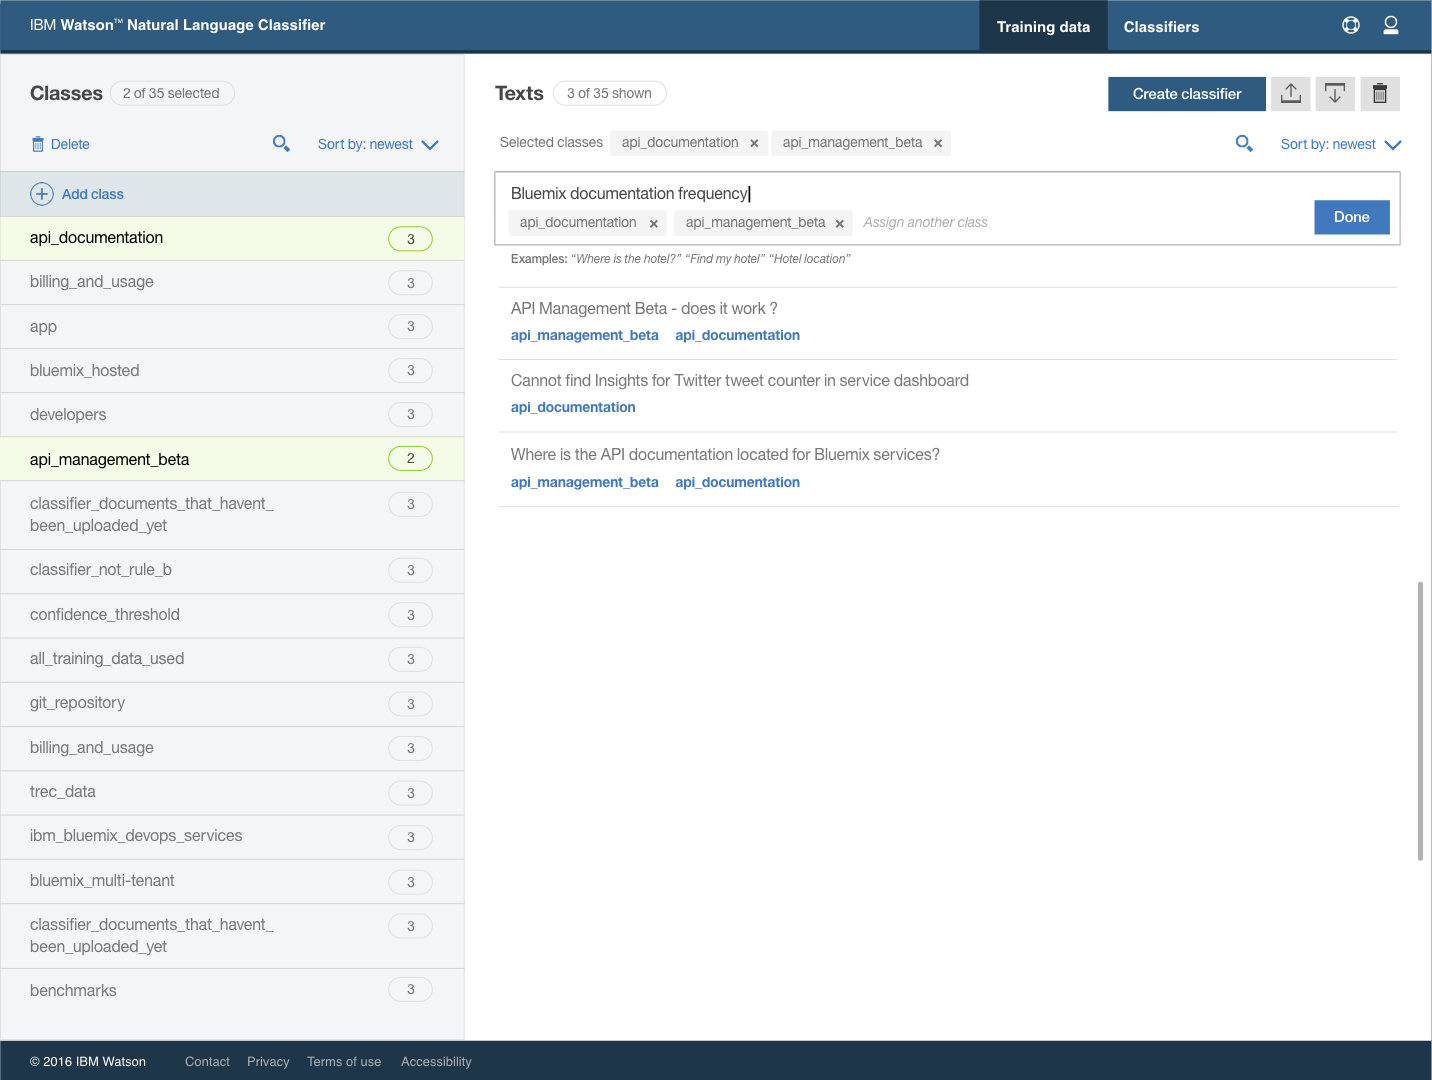 IBM Watson™ Natural Language Classifier
Training data
Classifiers
Classes
2 of 35 selected
Delete
Sort by: newest
Add class
api_documentation
3
billing_and_usage
3
app
3
bluemix_hosted
3
developers
3
api_management_beta
2
classifier_documents_that_havent_
been_uploaded_yet
3
classifier_not_rule_b
3
confidence_threshold
3
all_training_data_used
3
git_repository
3
billing_and_usage
3
trec_data
3
ibm_bluemix_devops_services
3
bluemix_multi-tenant
3
classifier_documents_that_havent_
been_uploaded_yet
3
benchmarks
3
Texts
3 of 35 shown
Create classifier
Selected classes
api_documentation ×
api_management_beta ×
Sort by: newest
Bluemix documentation frequency
api_documentation ×
api_management_beta ×
Assign another class
Done
Examples: “Where is the hotel?” “Find my hotel” “Hotel location”
API Management Beta - does it work ?
api_management_beta api_documentation
Cannot find Insights for Twitter tweet counter in service dashboard
api_documentation
Where is the API documentation located for Bluemix services?
api_management_beta api_documentation
© 2016 IBM Watson
Contact
Privacy
Terms of use
Accessibility